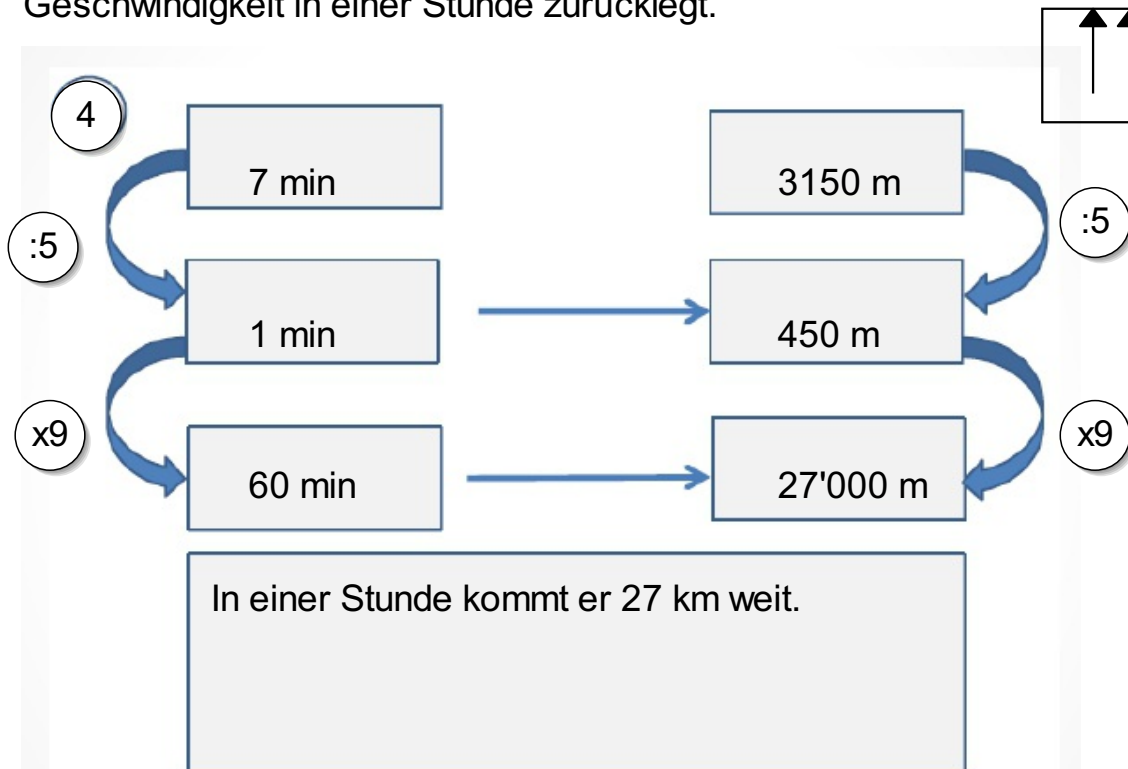 Geschwindigkeit in einer Stunde zurücklegt.
4
7 min
3150 m
:5
:5
1 min
450 m
x9
x9
60 min
27'000 m
In einer Stunde kommt er 27 km weit.